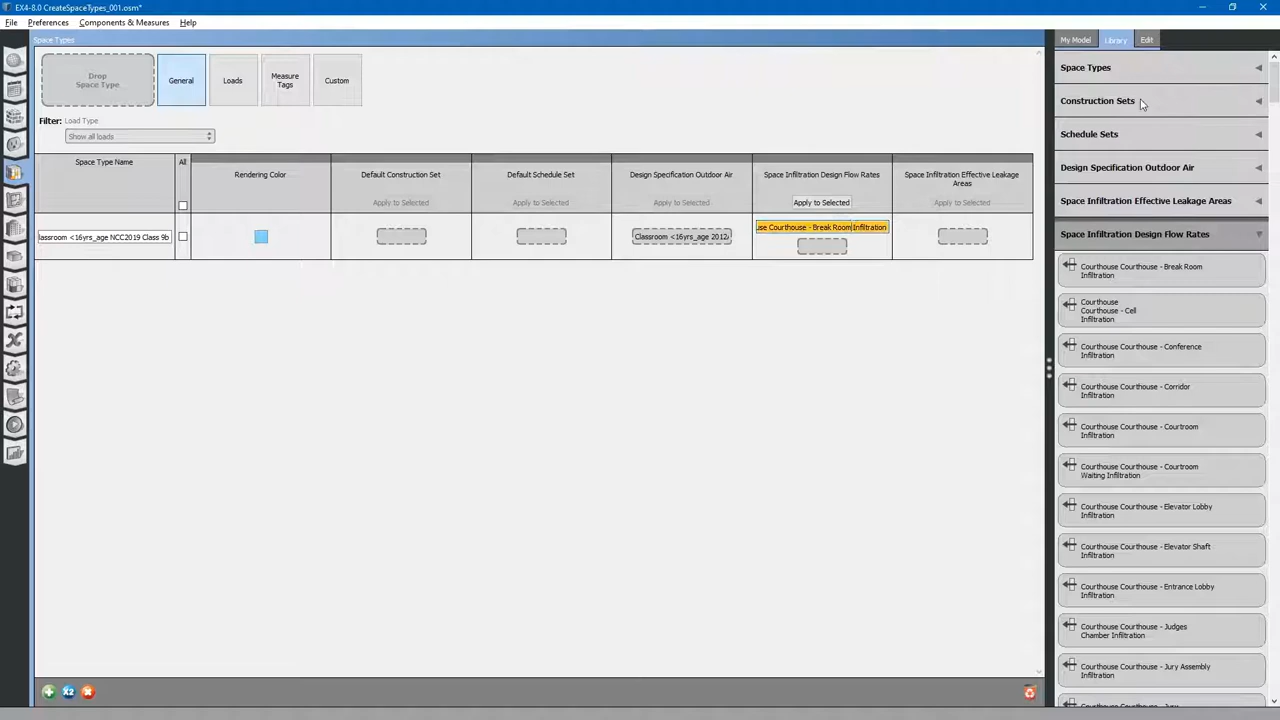 EX4-8.0 CreateSpaceTypes_001.osm*
File Preferences Components & Measures Help
Space Types
My Model Library Edit
Drop
Space Type
General
Loads
Measure
Tags
Custom
Filter: Load Type
Show all loads
Space Type Name
All
Rendering Color
Default Construction Set
Apply to Selected
Default Schedule Set
Apply to Selected
Design Specification Outdoor Air
Apply to Selected
Space Infiltration Design Flow Rates
Apply to Selected
Space Infiltration Effective Leakage
Areas
Apply to Selected
lassroom <16yrs_age NCC2019 Class 9b
Classroom <16yrs_age 2012/
use Courthouse - Break Room Infiltration
Space Types
Construction Sets
Schedule Sets
Design Specification Outdoor Air
Space Infiltration Effective Leakage Areas
Space Infiltration Design Flow Rates
Courthouse Courthouse - Break Room
Infiltration
Courthouse
Courthouse - Cell
Infiltration
Courthouse Courthouse - Conference
Infiltration
Courthouse Courthouse - Corridor
Infiltration
Courthouse Courthouse - Courtroom
Infiltration
Courthouse Courthouse - Courtroom
Waiting Infiltration
Courthouse Courthouse - Elevator Lobby
Infiltration
Courthouse Courthouse - Elevator Shaft
Infiltration
Courthouse Courthouse - Entrance Lobby
Infiltration
Courthouse Courthouse - Judges
Chamber Infiltration
Courthouse Courthouse - Jury Assembly
Infiltration
Courthouse Courthouse - Jury
X2